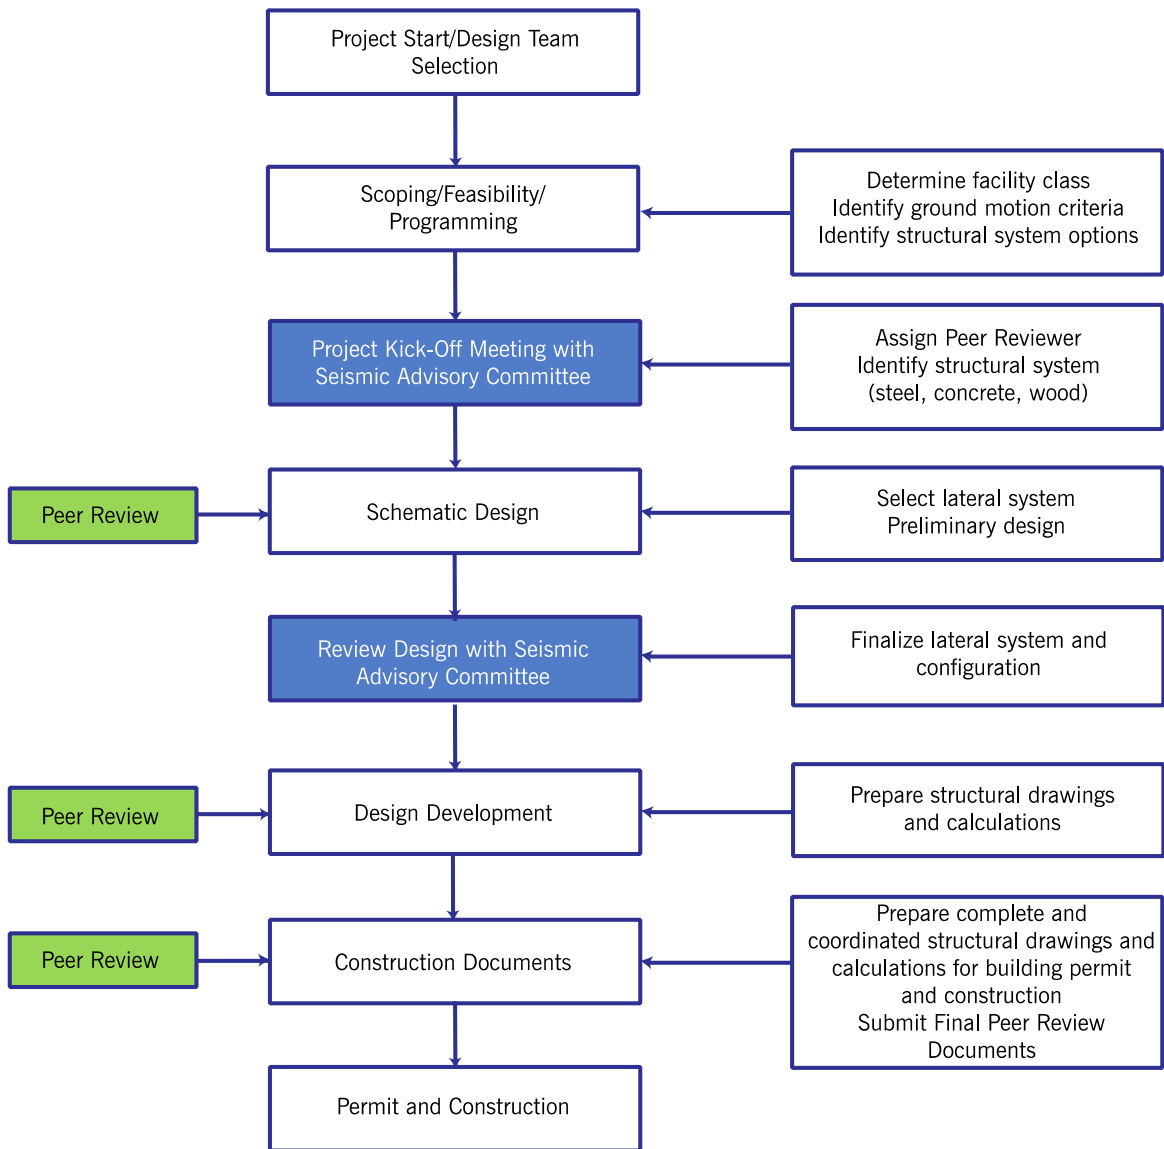 Project Start/Design Team
Selection
Scoping/Feasibility/
Programming
Determine facility class
Identify ground motion criteria
Identify structural system options
Project Kick-Off Meeting with
Seismic Advisory Committee
Assign Peer Reviewer
Identify structural system
(steel, concrete, wood)
Peer Review
Schematic Design
Select lateral system
Preliminary design
Review Design with Seismic
Advisory Committee
Finalize lateral system and
configuration
Peer Review
Design Development
Prepare structural drawings
and calculations
Peer Review
Construction Documents
Prepare complete and
coordinated structural drawings and
calculations for building permit
and construction
Submit Final Peer Review
Documents
Permit and Construction